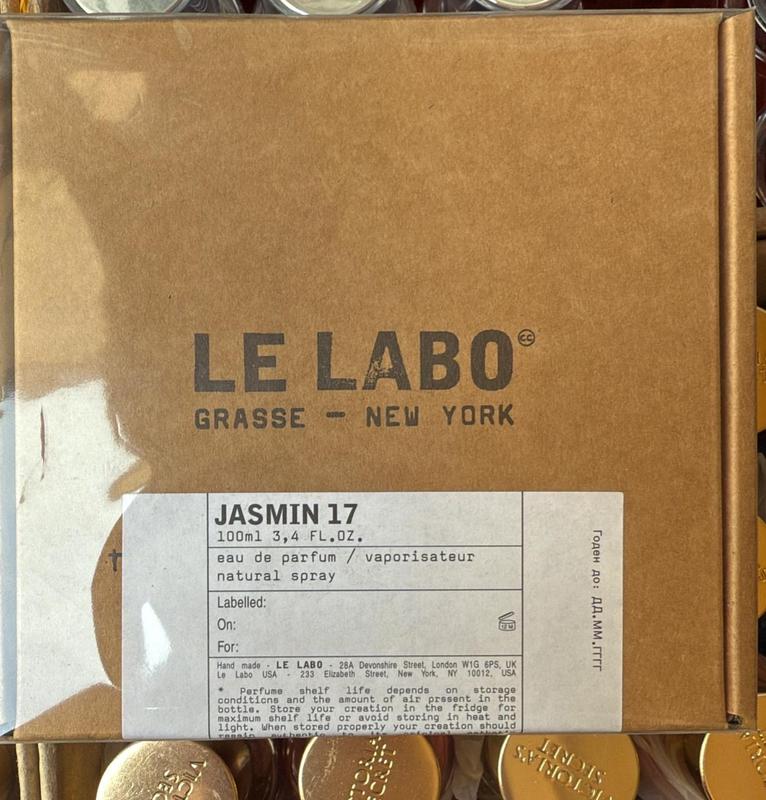 LE LABO
GRASSE — NEW YORK
JASMIN 17
100ml 3,4 FL.OZ.
eau de parfum / vaporisateur
natural spray
Labelled:
On:
12 M
For:
Hand made - LE LABO - 28A Devonshire Street, London W1G 6PS, UK
Le Labo USA - 233 Elizabeth Street, New York, NY 10012, USA
* Perfume shelf life depends on storage
conditions and the amount of air prssent in the
bottle. Store your creation in the fridge for
maximum shelf life or avoid storing in heat and
light. When stored properly your creation should
Годен до: ДД.ММ.ГГГГ
VICTORIA'S
SECRET